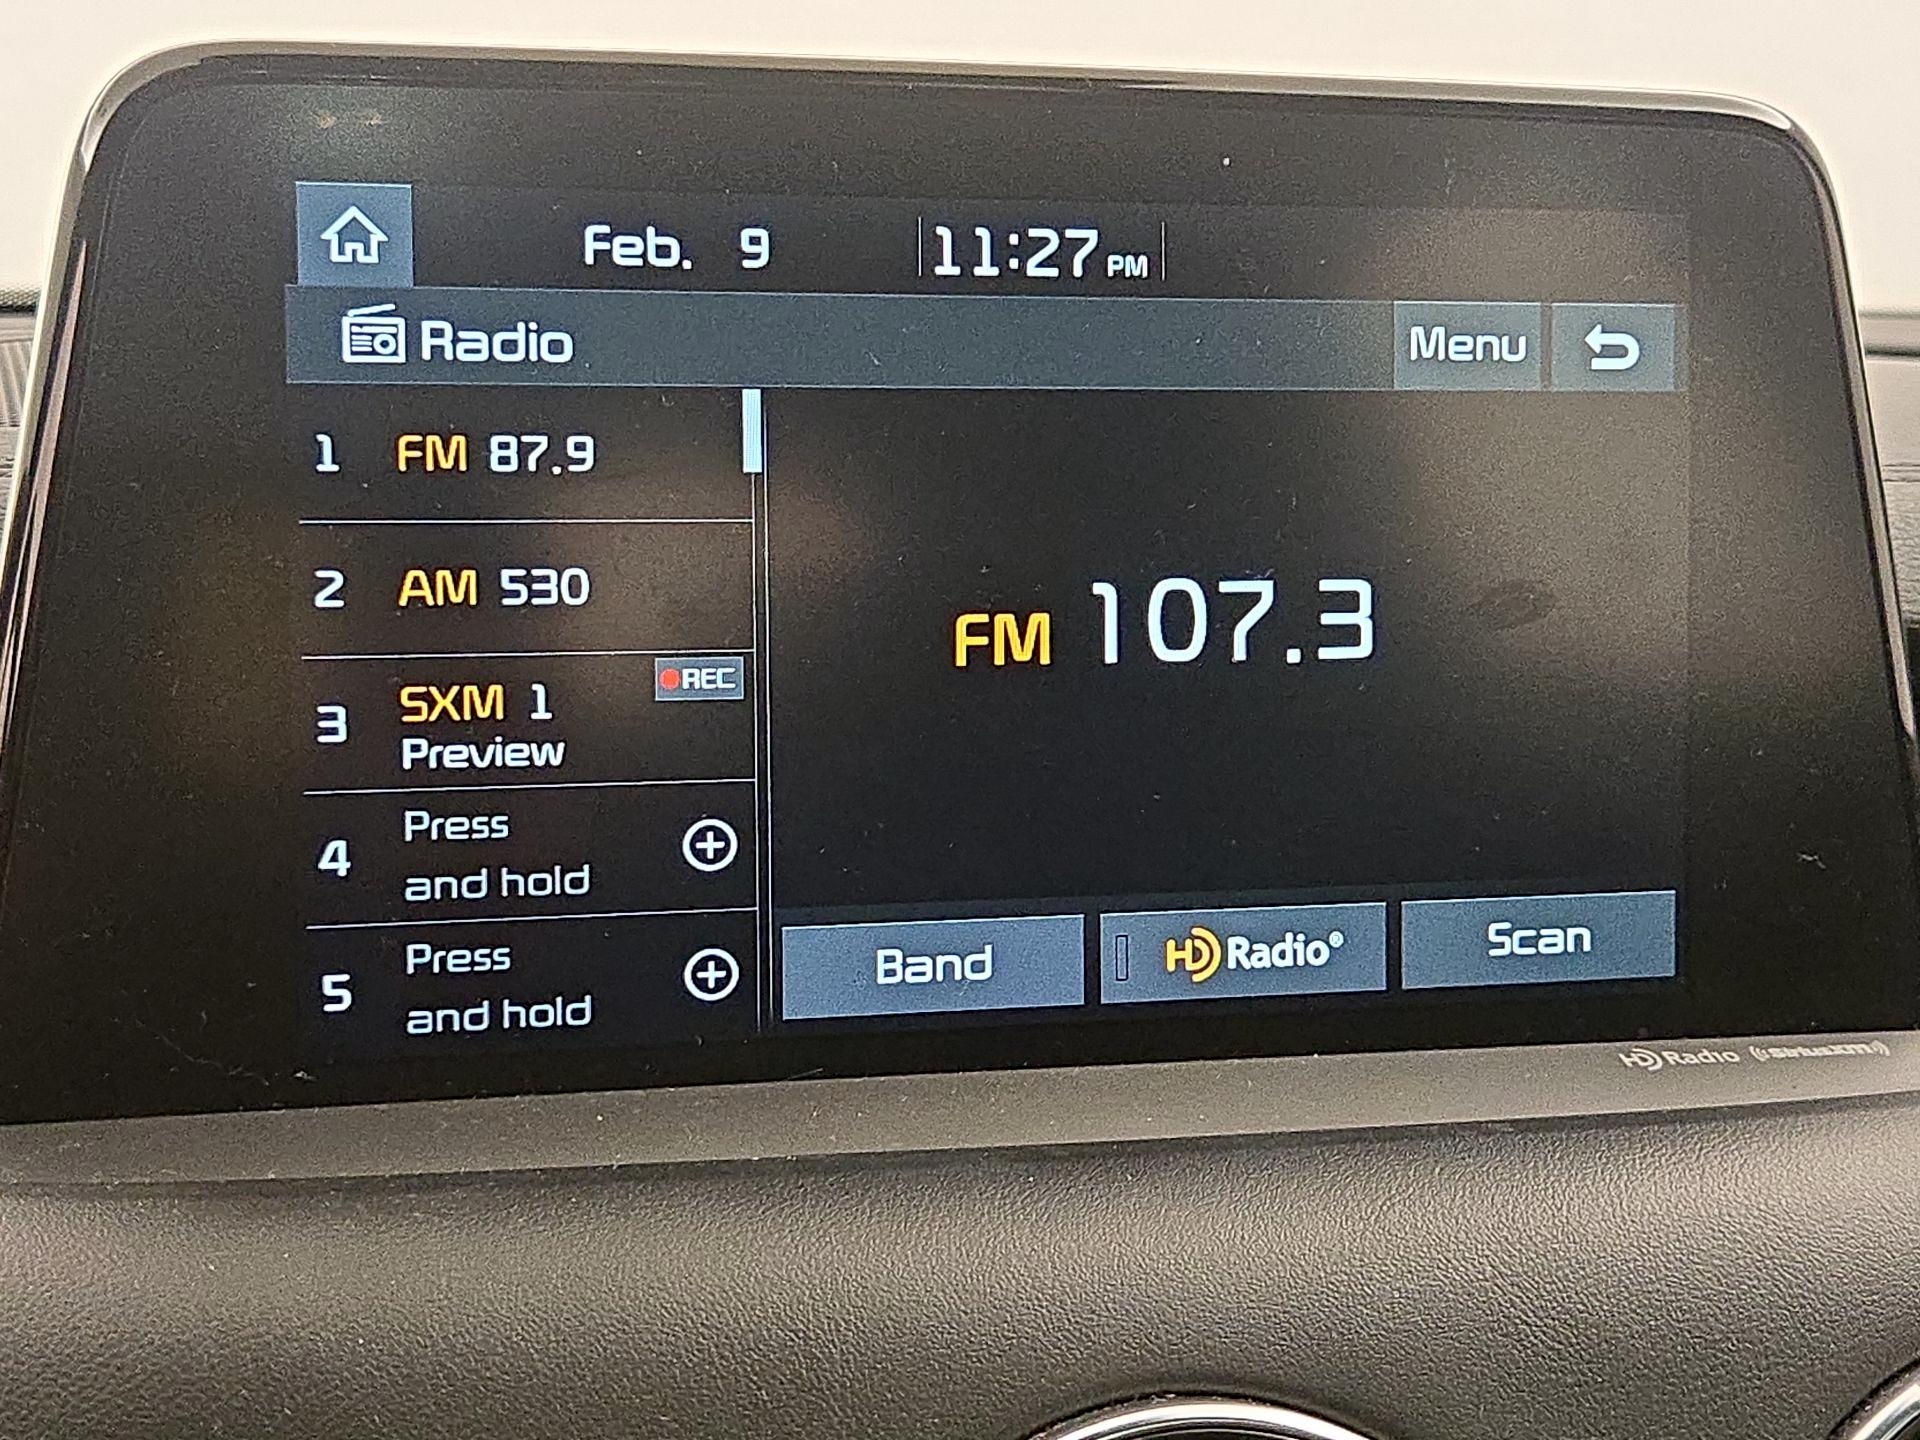 Feb. 9 11:27 PM
Radio Menu
1 FM 87.9
2 AM 530
3 SXM 1 REC
Preview
4 Press
and hold
5 Press
and hold
FM 107.3
Band HD Radio® Scan
HD Radio ((SiriusXM))